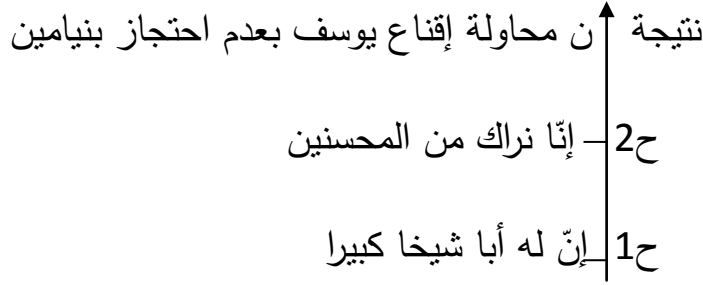 نتيجة ن محاولة إقناع يوسف بعدم احتجاز بنيامين
ح2 – إنّا نراك من المحسنين
ح1 إنّ له أبا شيخا كبيرا